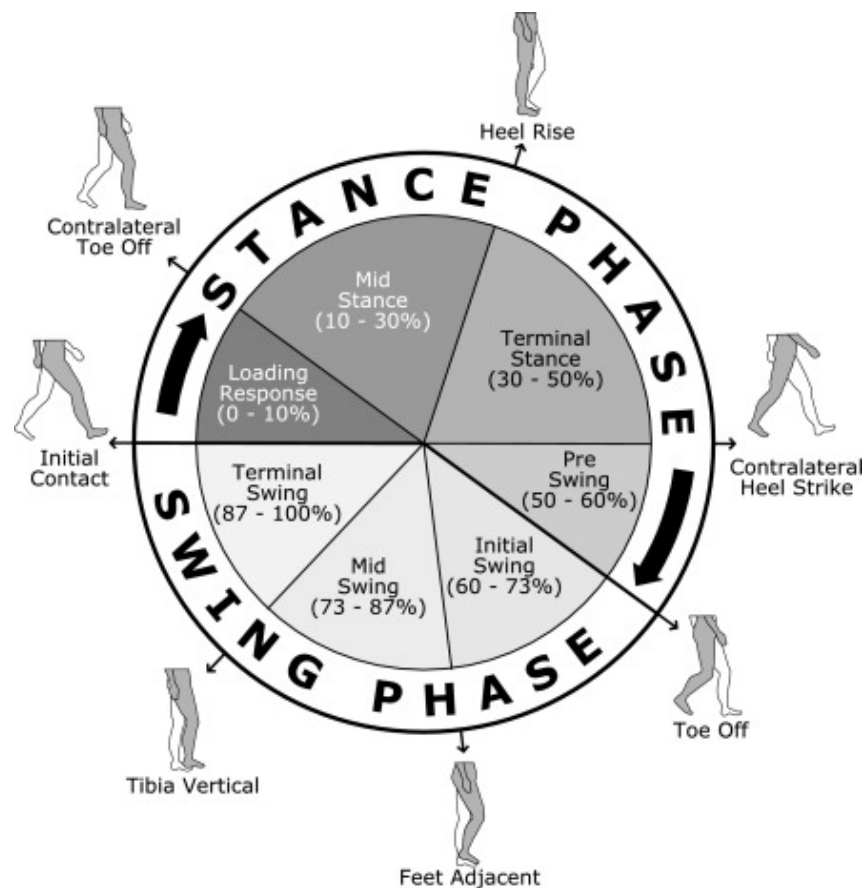 Heel Rise
STANCE PHASE
Contralateral
Toe Off
Mid
Stance
(10 - 30%)
Terminal
Stance
(30 - 50%)
Loading
Response
(0 - 10%)
Initial
Contact
Contralateral
Heel Strike
Pre
Swing
(50 - 60%)
Terminal
Swing
(87 - 100%)
Initial
Swing
(60 - 73%)
Mid
Swing
(73 - 87%)
SWING PHASE
Toe Off
Tibia Vertical
Feet Adjacent